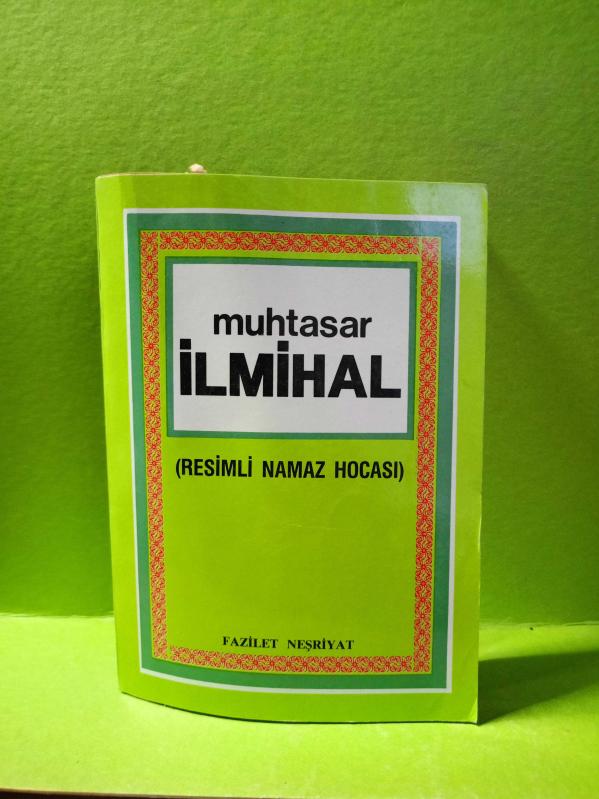 muhtasar
İLMİHAL
(RESİMLİ NAMAZ HOCASI)
FAZİLET NEŞRİYAT